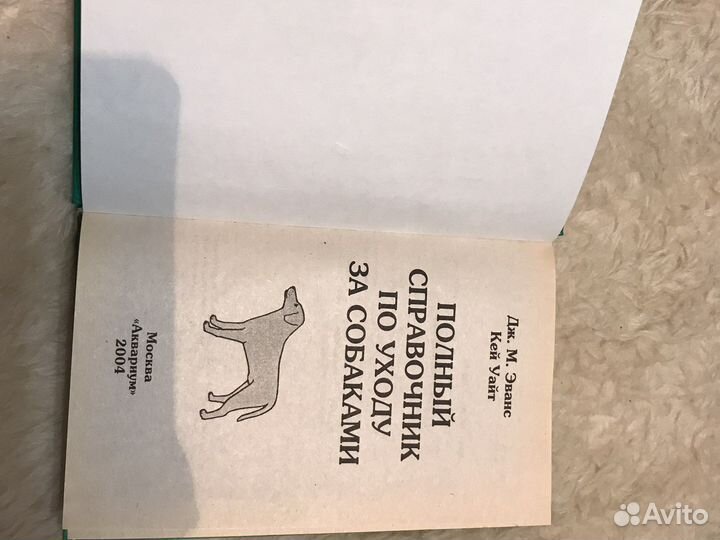 Дж. М. Эванс
Кей Уайт
ПОЛНЫЙ
СПРАВОЧНИК
ПО УХОДУ
ЗА СОБАКАМИ
Москва
«Аквариум»
2004
Avito